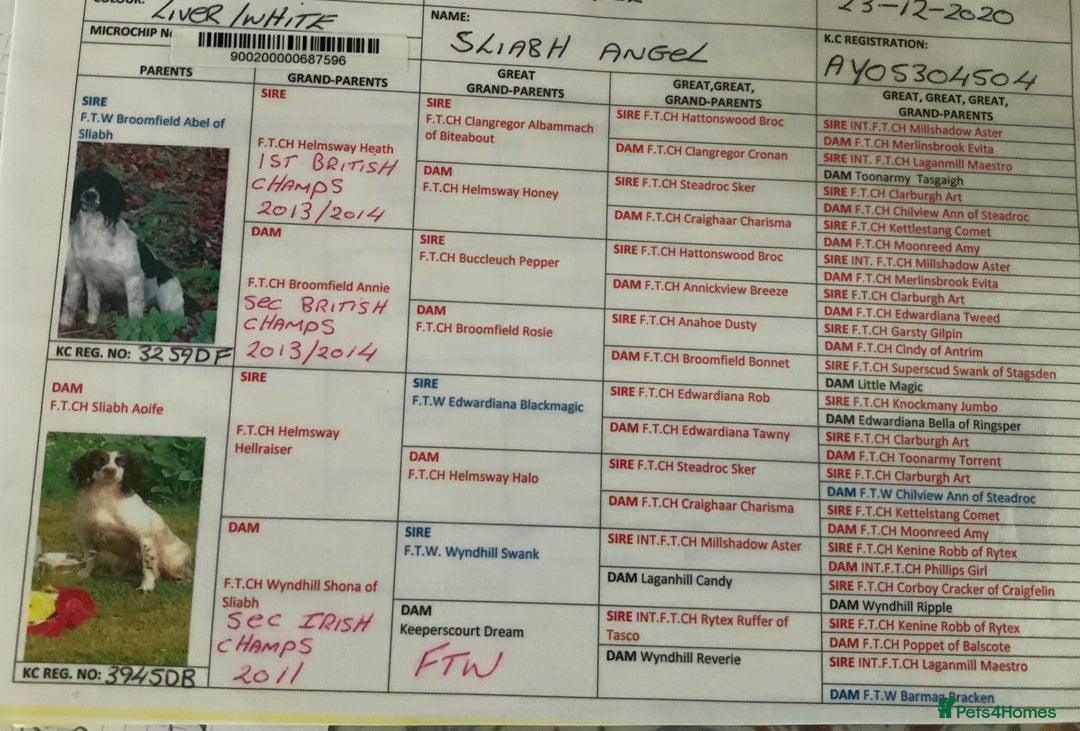 COLOUR:
LIVER/WHITE
MICROCHIP No
900200000687596
NAME:
SLIABH ANGEL
23-12-2020
K.C REGISTRATION:
AY05304504
PARENTS
GRAND-PARENTS
GREAT
GRAND-PARENTS
GREAT,GREAT,
GRAND-PARENTS
GREAT, GREAT, GREAT,
GRAND-PARENTS
SIRE
F.T.W Broomfield Abel of
Sliabh
KC REG. NO: 3259DF
DAM
F.T.CH Sliabh Aoife
KC REG. NO: 3945DB
SIRE
F.T.CH Helmsway Heath
1ST BRITISH
CHAMPS
2013/2014
DAM
F.T.CH Broomfield Annie
SEC BRITISH
CHAMPS
2013/2014
SIRE
F.T.CH Helmsway
Hellraiser
DAM
F.T.CH Wyndhill Shona of
Sliabh
SEC IRISH
CHAMPS
2011
SIRE
F.T.CH Clangregor Albammach
of Biteabout
DAM
F.T.CH Helmsway Honey
SIRE
F.T.CH Buccleuch Pepper
DAM
F.T.CH Broomfield Rosie
SIRE
F.T.W Edwardiana Blackmagic
DAM
F.T.CH Helmsway Halo
SIRE
F.T.W. Wyndhill Swank
DAM
Keeperscourt Dream
FTW
SIRE F.T.CH Hattonswood Broc
DAM F.T.CH Clangregor Cronan
SIRE F.T.CH Steadroc Sker
DAM F.T.CH Craighaar Charisma
SIRE F.T.CH Hattonswood Broc
DAM F.T.CH Annickview Breeze
SIRE F.T.CH Anahoe Dusty
DAM F.T.CH Broomfield Bonnet
SIRE F.T.CH Edwardiana Rob
DAM F.T.CH Edwardiana Tawny
SIRE F.T.CH Steadroc Sker
DAM F.T.CH Craighaar Charisma
SIRE INT.F.T.CH Millshadow Aster
DAM Laganhill Candy
SIRE INT.F.T.CH Rytex Ruffer of
Tasco
DAM Wyndhill Reverie
SIRE INT.F.T.CH Millshadow Aster
DAM F.T.CH Merlinsbrook Evita
SIRE INT. F.T.CH Laganmill Maestro
DAM Toonarmy Tasgaigh
SIRE F.T.CH Clarburgh Art
DAM F.T.CH Chilview Ann of Steadroc
SIRE F.T.CH Kettlestang Comet
DAM F.T.CH Moonreed Amy
SIRE INT. F.T.CH Millshadow Aster
DAM F.T.CH Merlinsbrook Evita
SIRE F.T.CH Clarburgh Art
DAM F.T.CH Edwardiana Tweed
SIRE F.T.CH Garsty Gilpin
DAM F.T.CH Cindy of Antrim
SIRE F.T.CH Superscud Swank of Stagsden
DAM Little Magic
SIRE F.T.CH Knockmany Jumbo
DAM Edwardiana Bella of Ringsper
SIRE F.T.CH Clarburgh Art
DAM F.T.CH Toonarmy Torrent
SIRE F.T.CH Clarburgh Art
DAM F.T.W Chilview Ann of Steadroc
SIRE F.T.CH Kettelstang Comet
DAM F.T.CH Moonreed Amy
SIRE F.T.CH Kenine Robb of Rytex
DAM INT.F.T.CH Phillips Girl
SIRE F.T.CH Corboy Cracker of Craigfelin
DAM Wyndhill Ripple
SIRE F.T.CH Kenine Robb of Rytex
DAM F.T.CH Poppet of Balscote
SIRE INT.F.T.CH Laganmill Maestro
DAM F.T.W Barmag Bracken
Pets4Homes